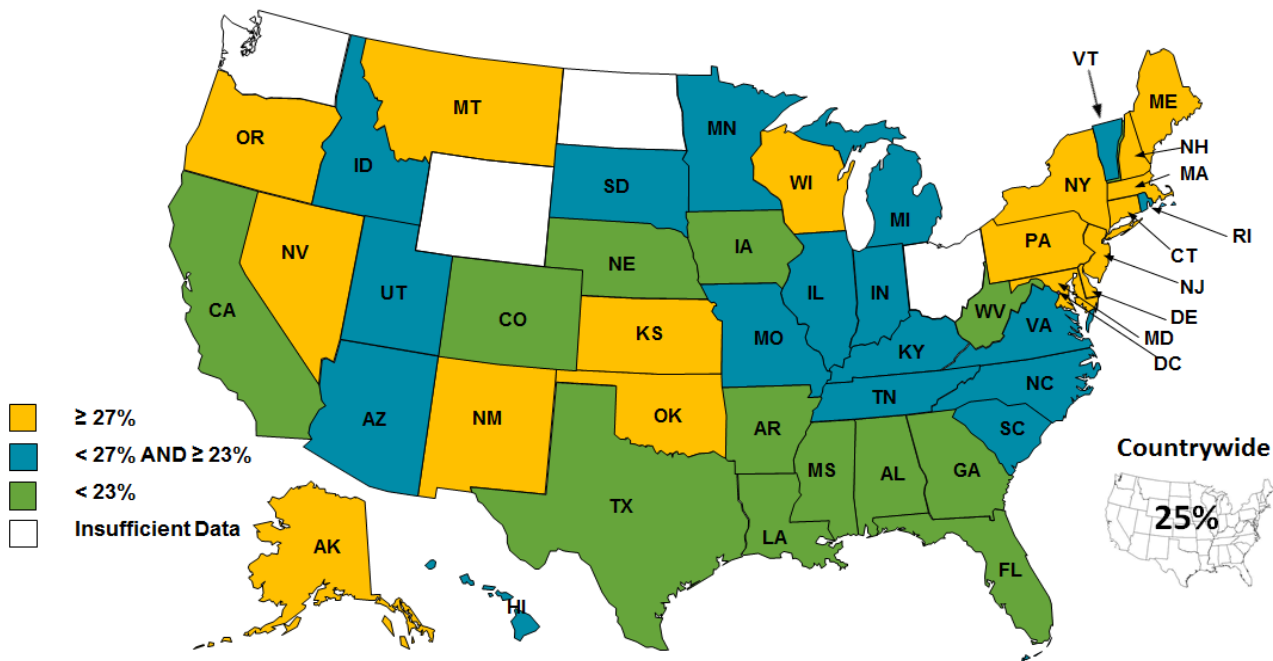 VT
ME
MT
OR
MN
NH
ID
MA
WI
SD
NY
MI
RI
PA
IA
CT
NV
NE
NJ
UT
IL
IN
CA
CO
WV
DE
VA
KS
MO
MD
KY
DC
NC
TN
≥ 27%
AZ
NM
OK
AR
SC
< 27% AND ≥ 23%
Countrywide
MS
AL
GA
< 23%
TX
25%
Insufficient Data
LA
AK
FL
HI